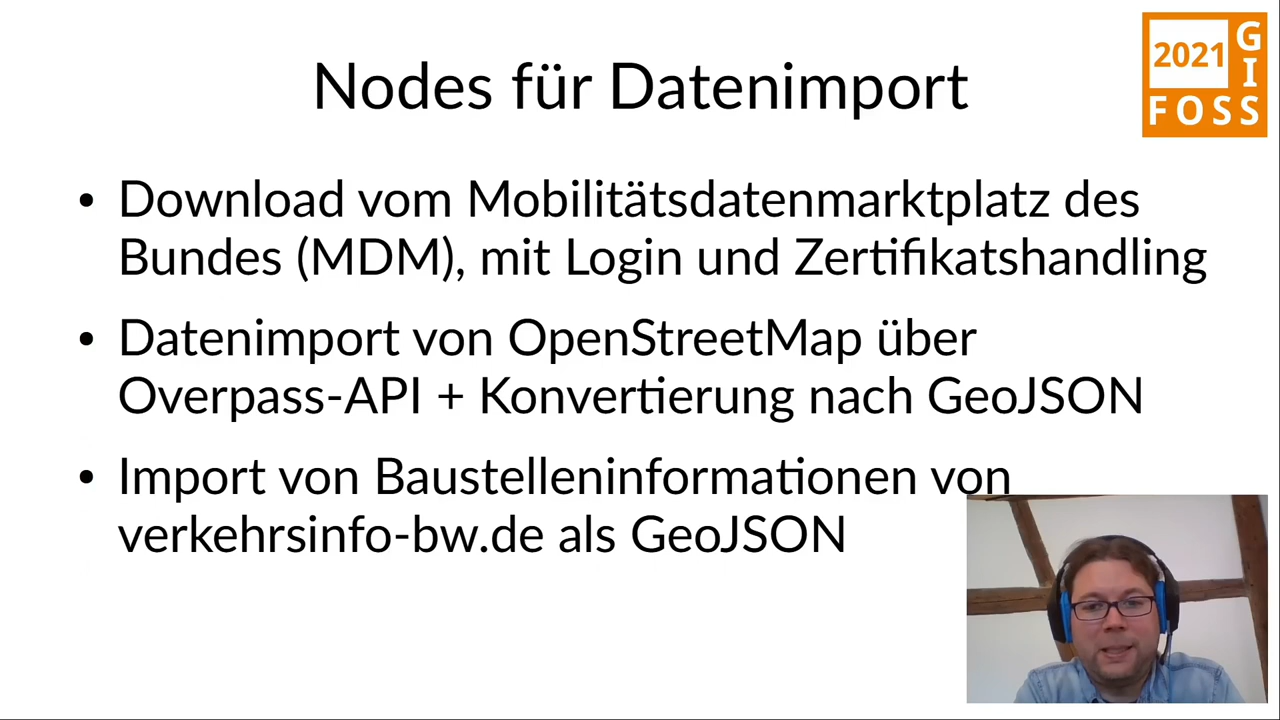 Nodes für Datenimport
2021
G
I
FOSS
• Download vom Mobilitätsdatenmarktplatz des
Bundes (MDM), mit Login und Zertifikatshandling
• Datenimport von OpenStreetMap über
Overpass-API + Konvertierung nach GeoJSON
• Import von Baustelleninformationen von
verkehrsinfo-bw.de als GeoJSON